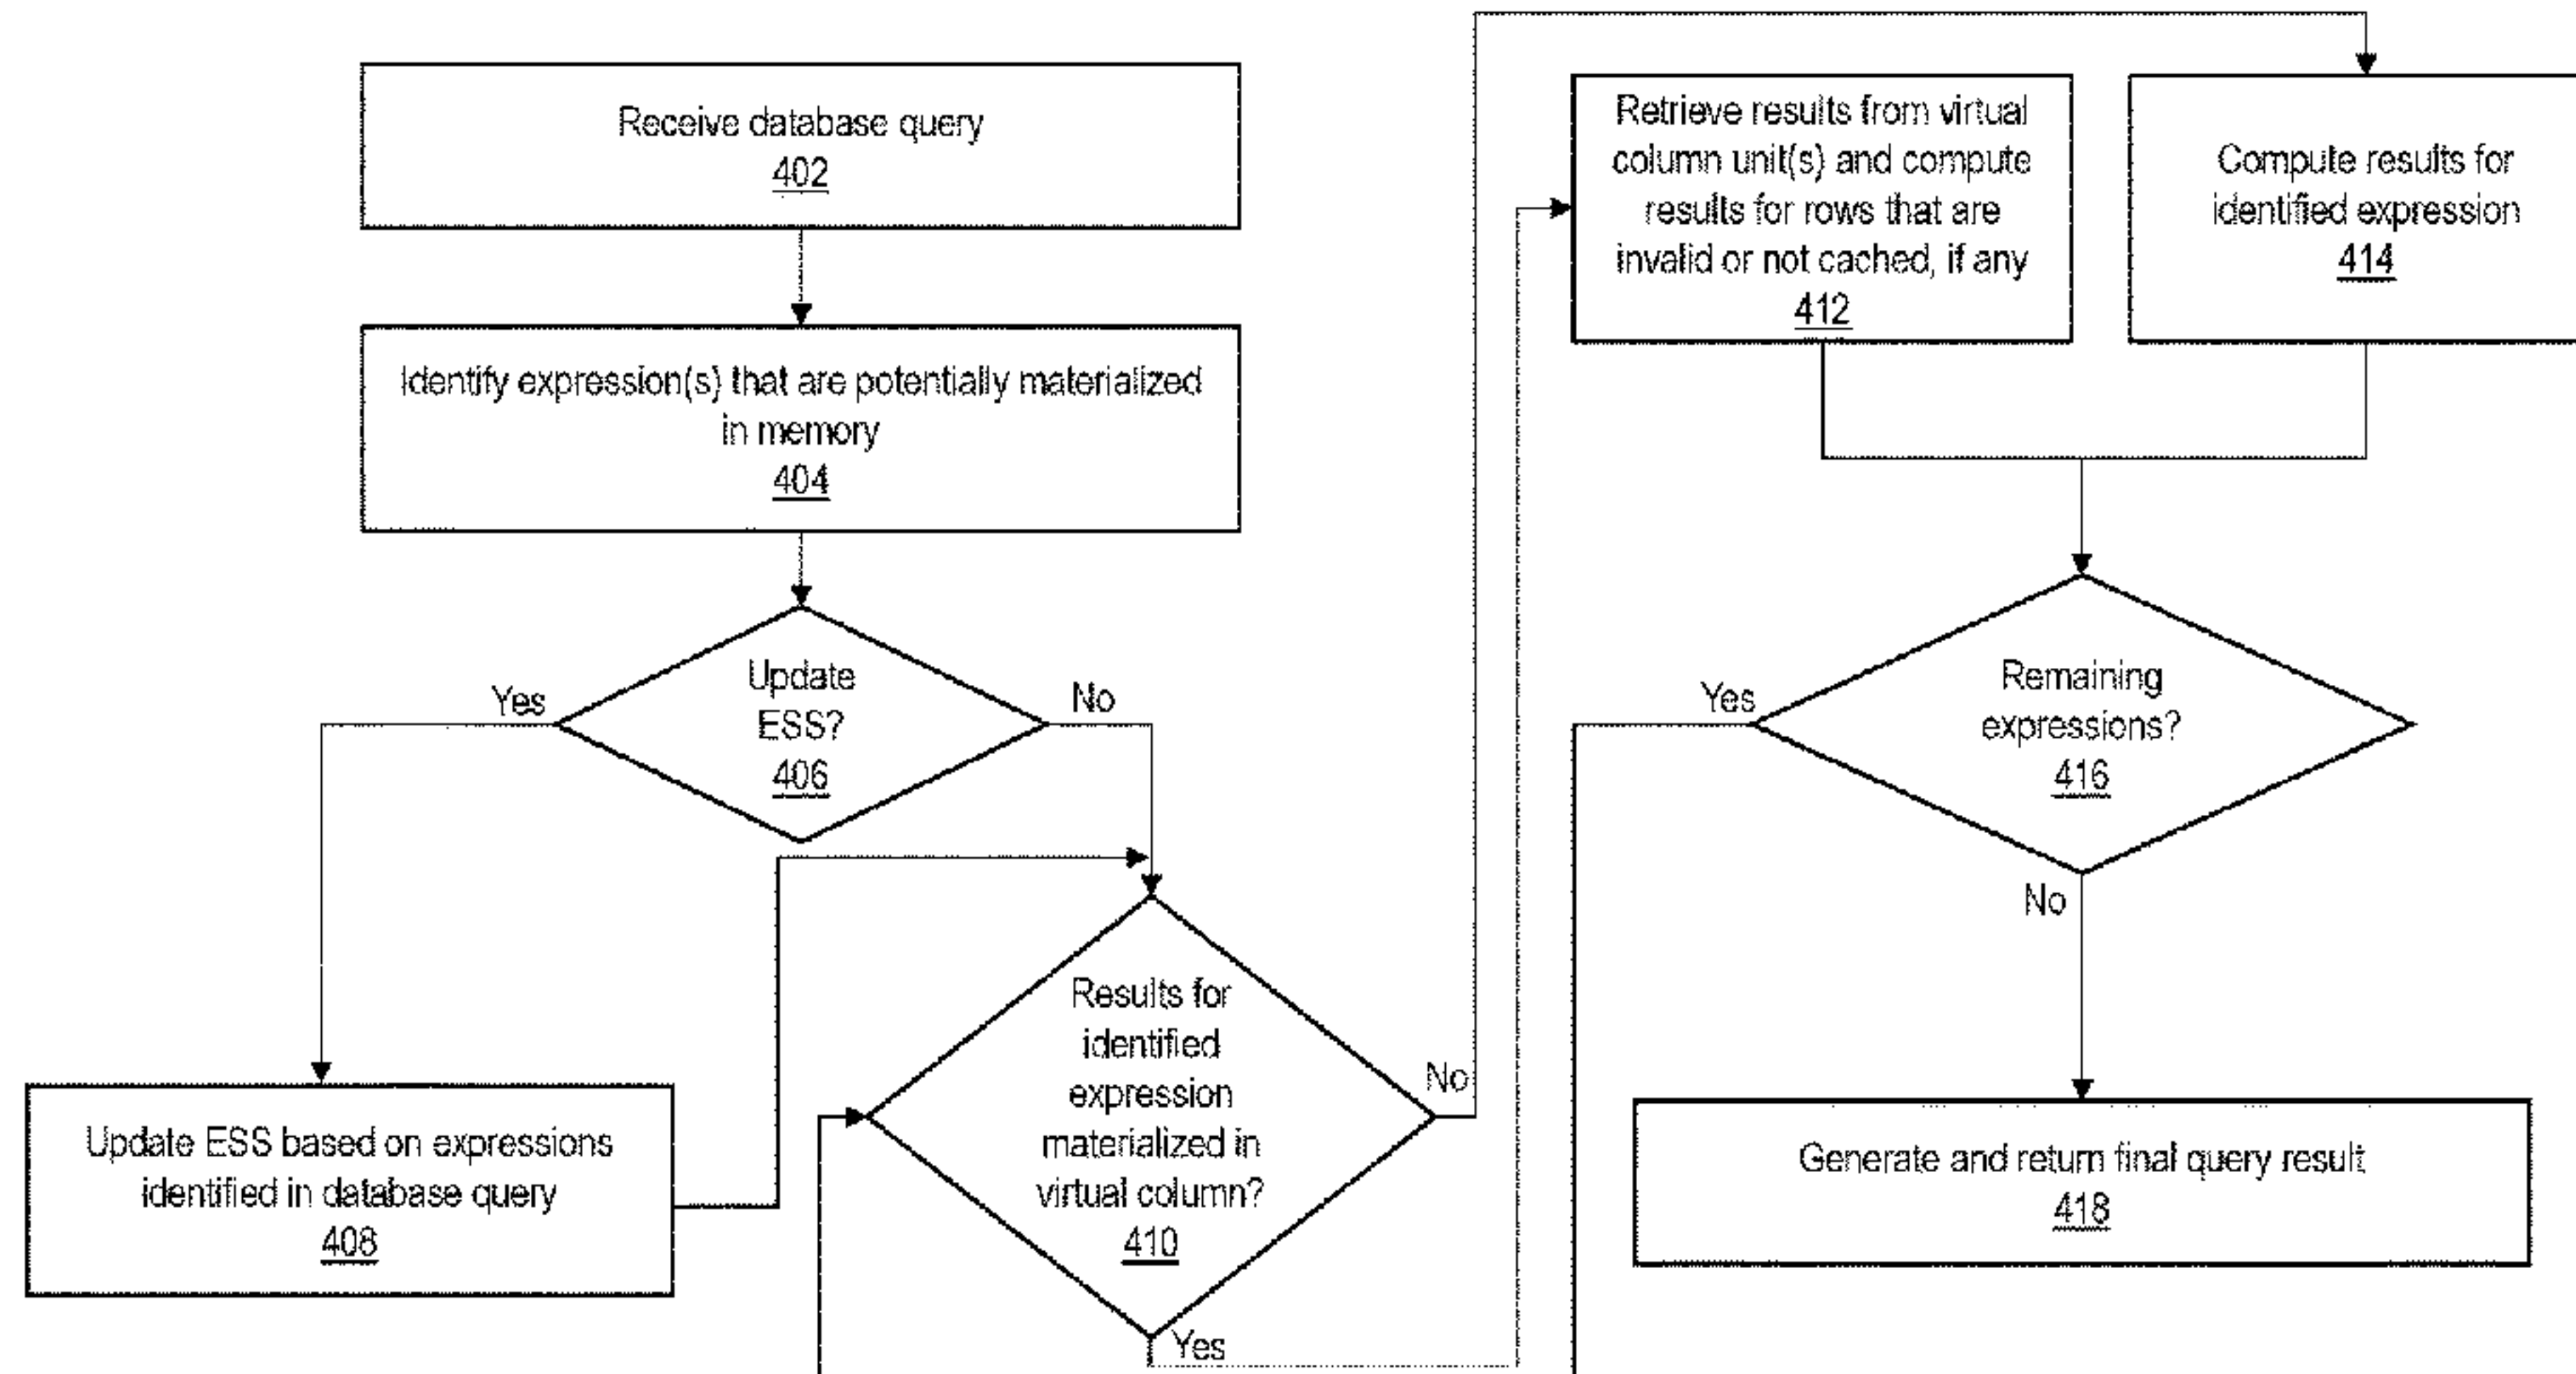 Receive database query
402
Identify expression(s) that are potentially materialized
in memory
404
Update
ESS?
406
Yes
No
Update ESS based on expressions
identified in database query
408
Results for
identified
expression
materialized in
virtual column?
410
No
Yes
Retrieve results from virtual
column unit(s) and compute
results for rows that are
invalid or not cached, if any
412
Compute results for
identified expression
414
Remaining
expressions?
416
Yes
No
Generate and return final query result
418